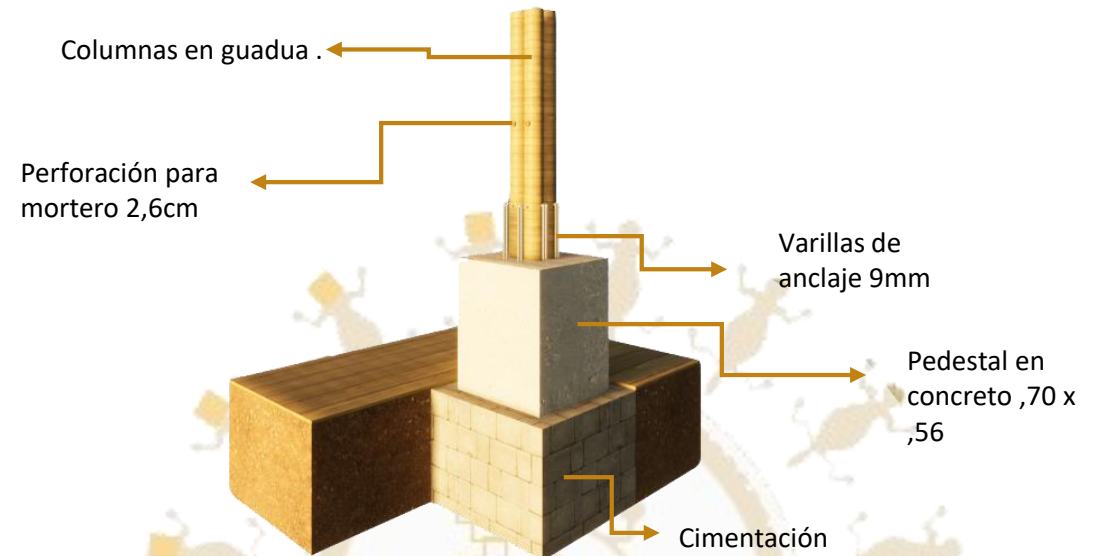 Columnas en guadua .
Perforación para
mortero 2,6cm
Varillas de
anclaje 9mm
Pedestal en
concreto ,70 x
,56
Cimentación